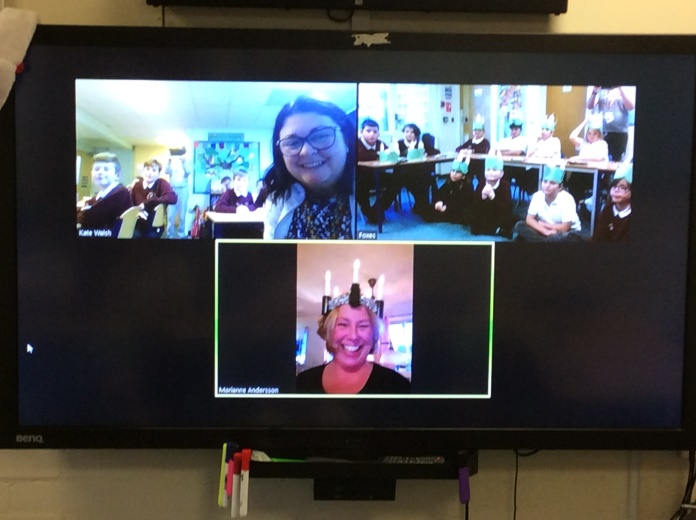 Kate Walsh
Foxes
Marianne Andersson
BenQ